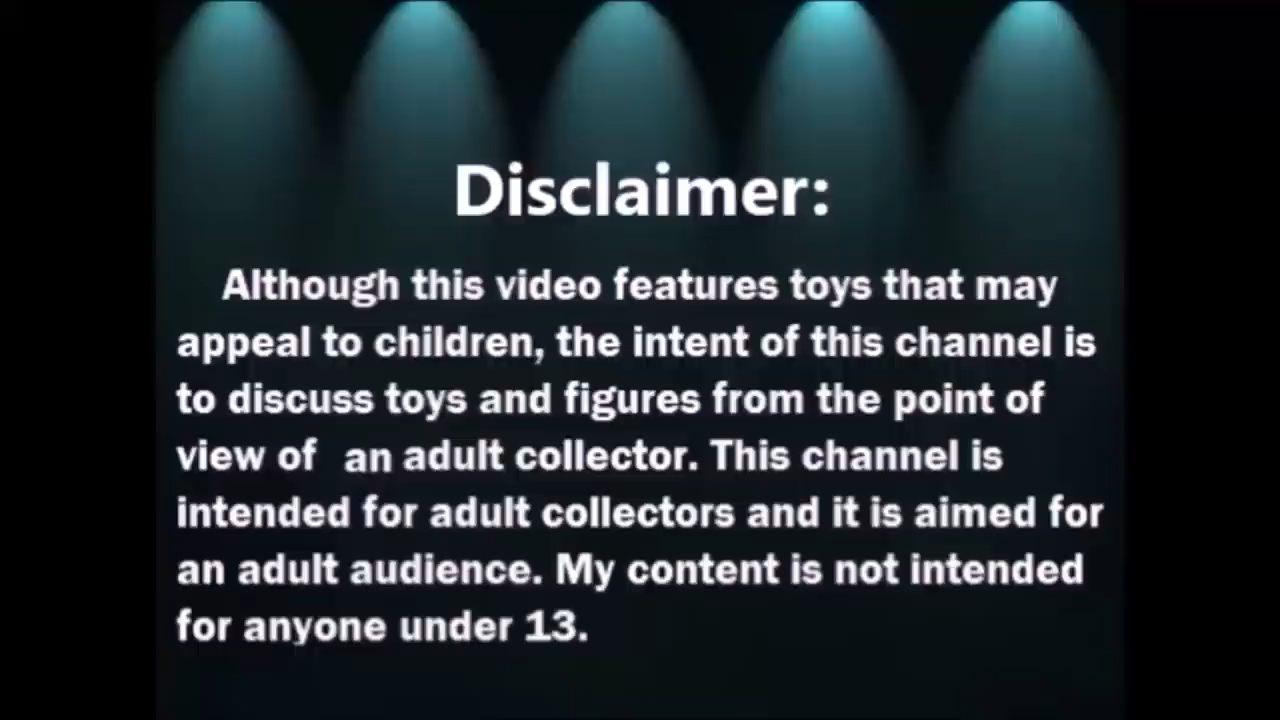 Disclaimer:
Although this video features toys that may
appeal to children, the intent of this channel is
to discuss toys and figures from the point of
view of an adult collector. This channel is
intended for adult collectors and it is aimed for
an adult audience. My content is not intended
for anyone under 13.